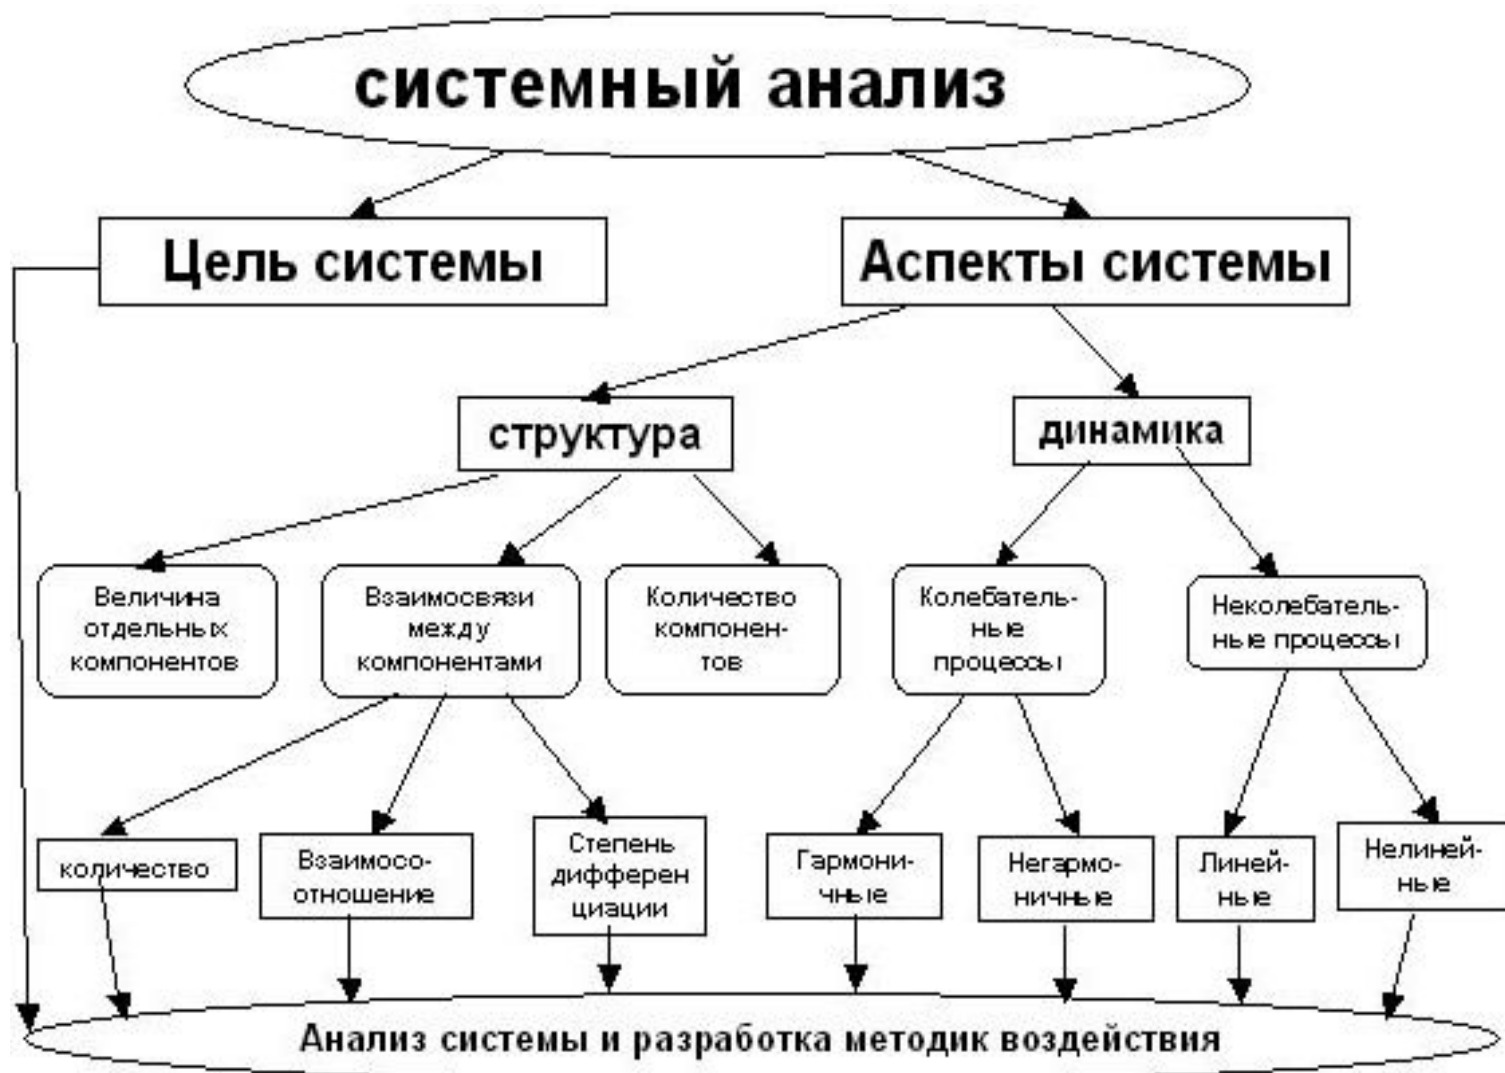 системный анализ
Цель системы
Аспекты системы
структура
динамика
Величина
отдельных
компонентов
Взаимосвязи
между
компонентами
Количество
компонен-
тов
Колебатель-
ные
процессы
Неколебатель-
ные процессы
количество
Взаимосо-
отношение
Степень
дифферен
циации
Гармони-
чные
Негармо-
ничные
Линей-
ные
Нелиней-
ные
Анализ системы и разработка методик воздействия